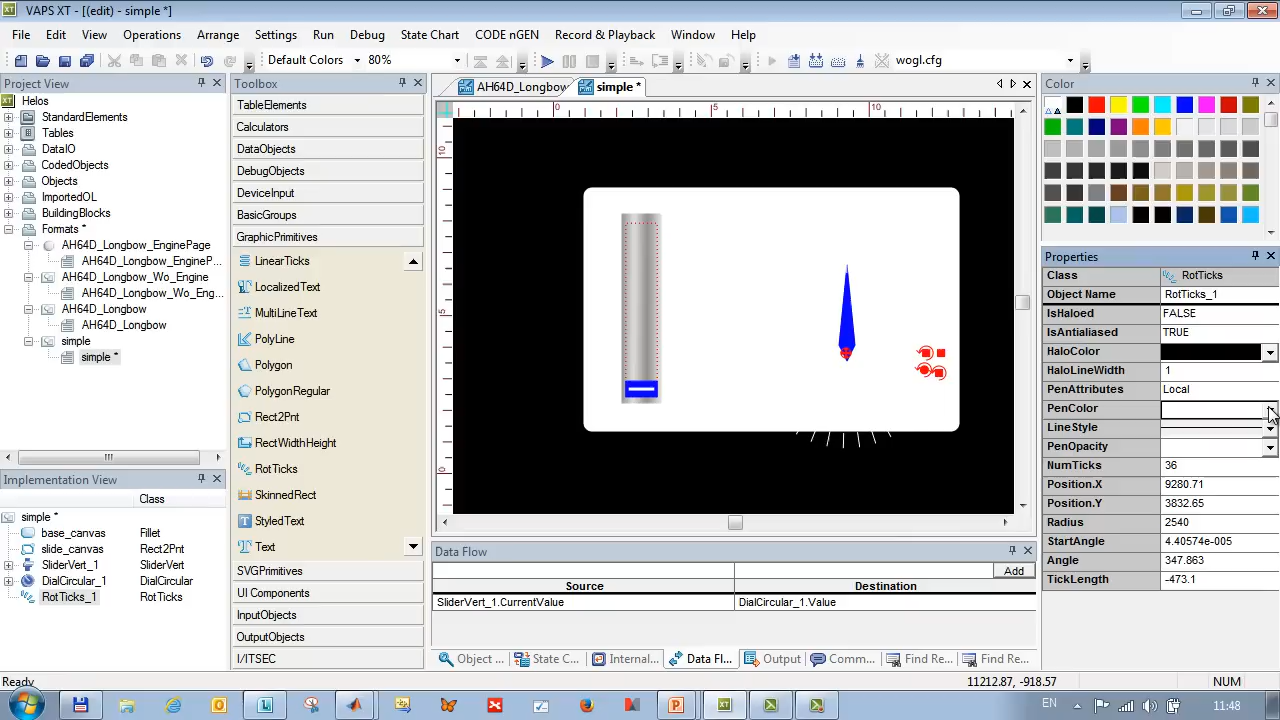 VAPS XT - [(edit) - simple *]
File Edit View Operations Arrange Settings Run Debug State Chart CODE nGEN Record & Playback Window Help
Default Colors 80% wogl.cfg
Project View
Helos
StandardElements
Tables
DataIO
CodedObjects
Objects
ImportedOL
BuildingBlocks
Formats *
AH64D_Longbow_EnginePage
AH64D_Longbow_EngineP...
AH64D_Longbow_Wo_Engine
AH64D_Longbow_Wo_Eng...
AH64D_Longbow
AH64D_Longbow
simple
simple *
Implementation View
Class
simple *
base_canvas Fillet
slide_canvas Rect2Pnt
SliderVert_1 SliderVert
DialCircular_1 DialCircular
RotTicks_1 RotTicks
Toolbox
TableElements
Calculators
DataObjects
DebugObjects
DeviceInput
BasicGroups
GraphicPrimitives
LinearTicks
LocalizedText
MultiLineText
PolyLine
Polygon
PolygonRegular
Rect2Pnt
RectWidthHeight
RotTicks
SkinnedRect
StyledText
Text
SVGPrimitives
UI Components
InputObjects
OutputObjects
I/ITSEC
AH64D_Longbow simple *
0 5 10
10
5
0
Data Flow
Add
Source Destination
SliderVert_1.CurrentValue DialCircular_1.Value
Object ... State C... Internal... Data Fl... Output Comm... Find Re... Find Re...
Color
Properties
Class RotTicks
Object Name RotTicks_1
IsHaloed FALSE
IsAntialiased TRUE
HaloColor
HaloLineWidth 1
PenAttributes Local
PenColor
LineStyle
PenOpacity
NumTicks 36
Position.X 9280.71
Position.Y 3832.65
Radius 2540
StartAngle 4.40574e-005
Angle 347.863
TickLength -473.1
Ready 11212.87, -918.57 NUM
EN 11:48